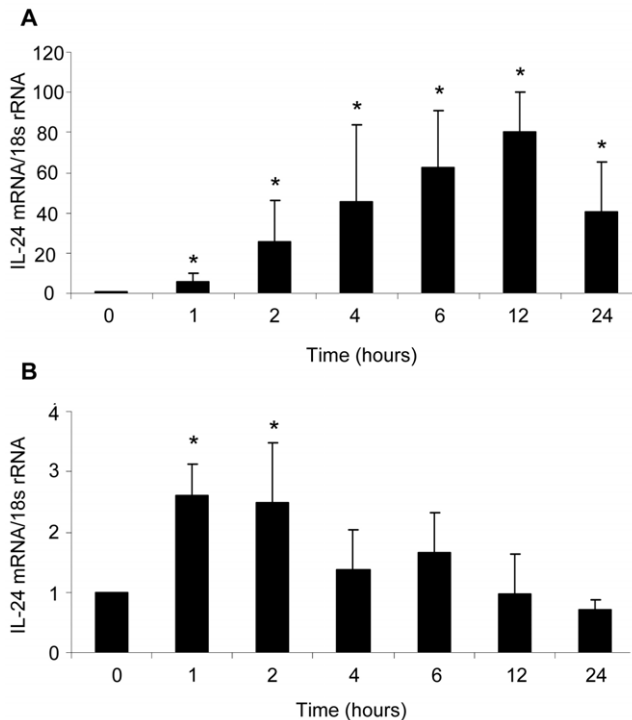 A
IL-24 mRNA/18s rRNA
120
100
80
60
40
20
0
* * * * * *
0 1 2 4 6 12 24
Time (hours)
B
IL-24 mRNA/18s rRNA
4
3
2
1
0
* *
0 1 2 4 6 12 24
Time (hours)